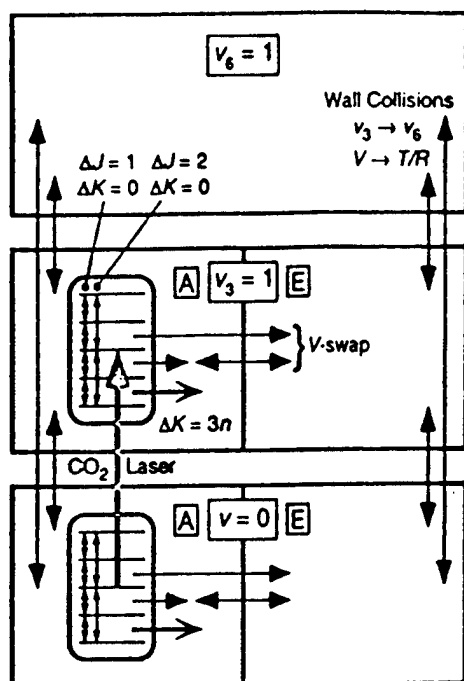 v₆ = 1
Wall Collisions
v₃ → v₆
V → T/R
ΔJ = 1 ΔJ = 2
ΔK = 0 ΔK = 0
A v₃ = 1 E
V-swap
ΔK = 3n
CO₂ Laser
A v = 0 E